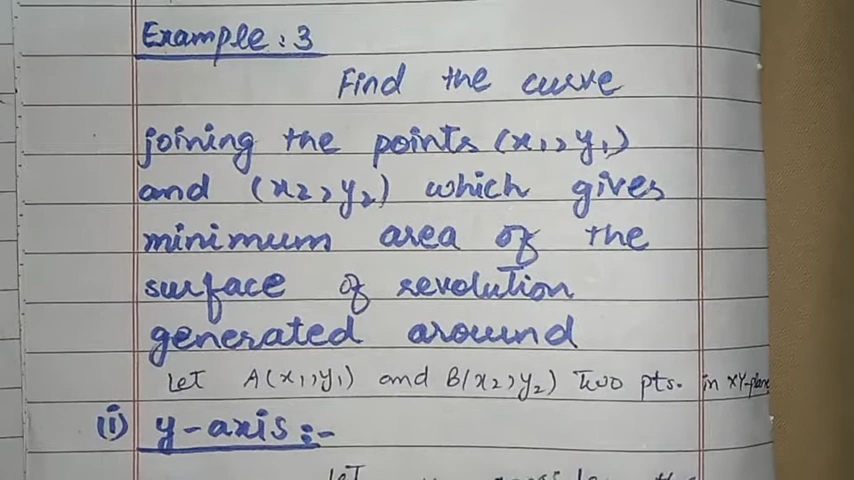 Example: 3
Find the curve
joining the points (x1, y1)
and (x2, y2) which gives
minimum area of the
surface of revolution
generated around
Let A(x1, y1) and B(x2, y2) Two pts. in XY-plane
(i) y-axis :-
Let